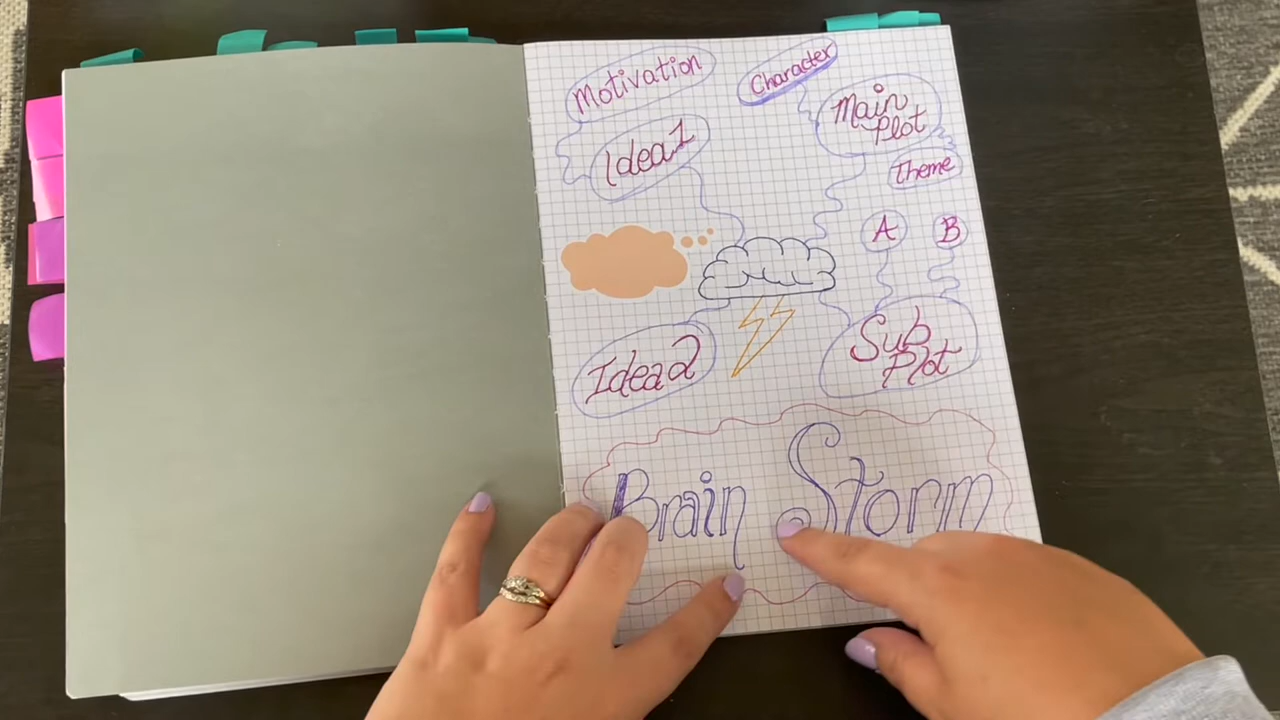 Motivation
Character
Main
Plot
Idea1
Theme
A
B
Idea2
Sub
Plot
Brain Storm